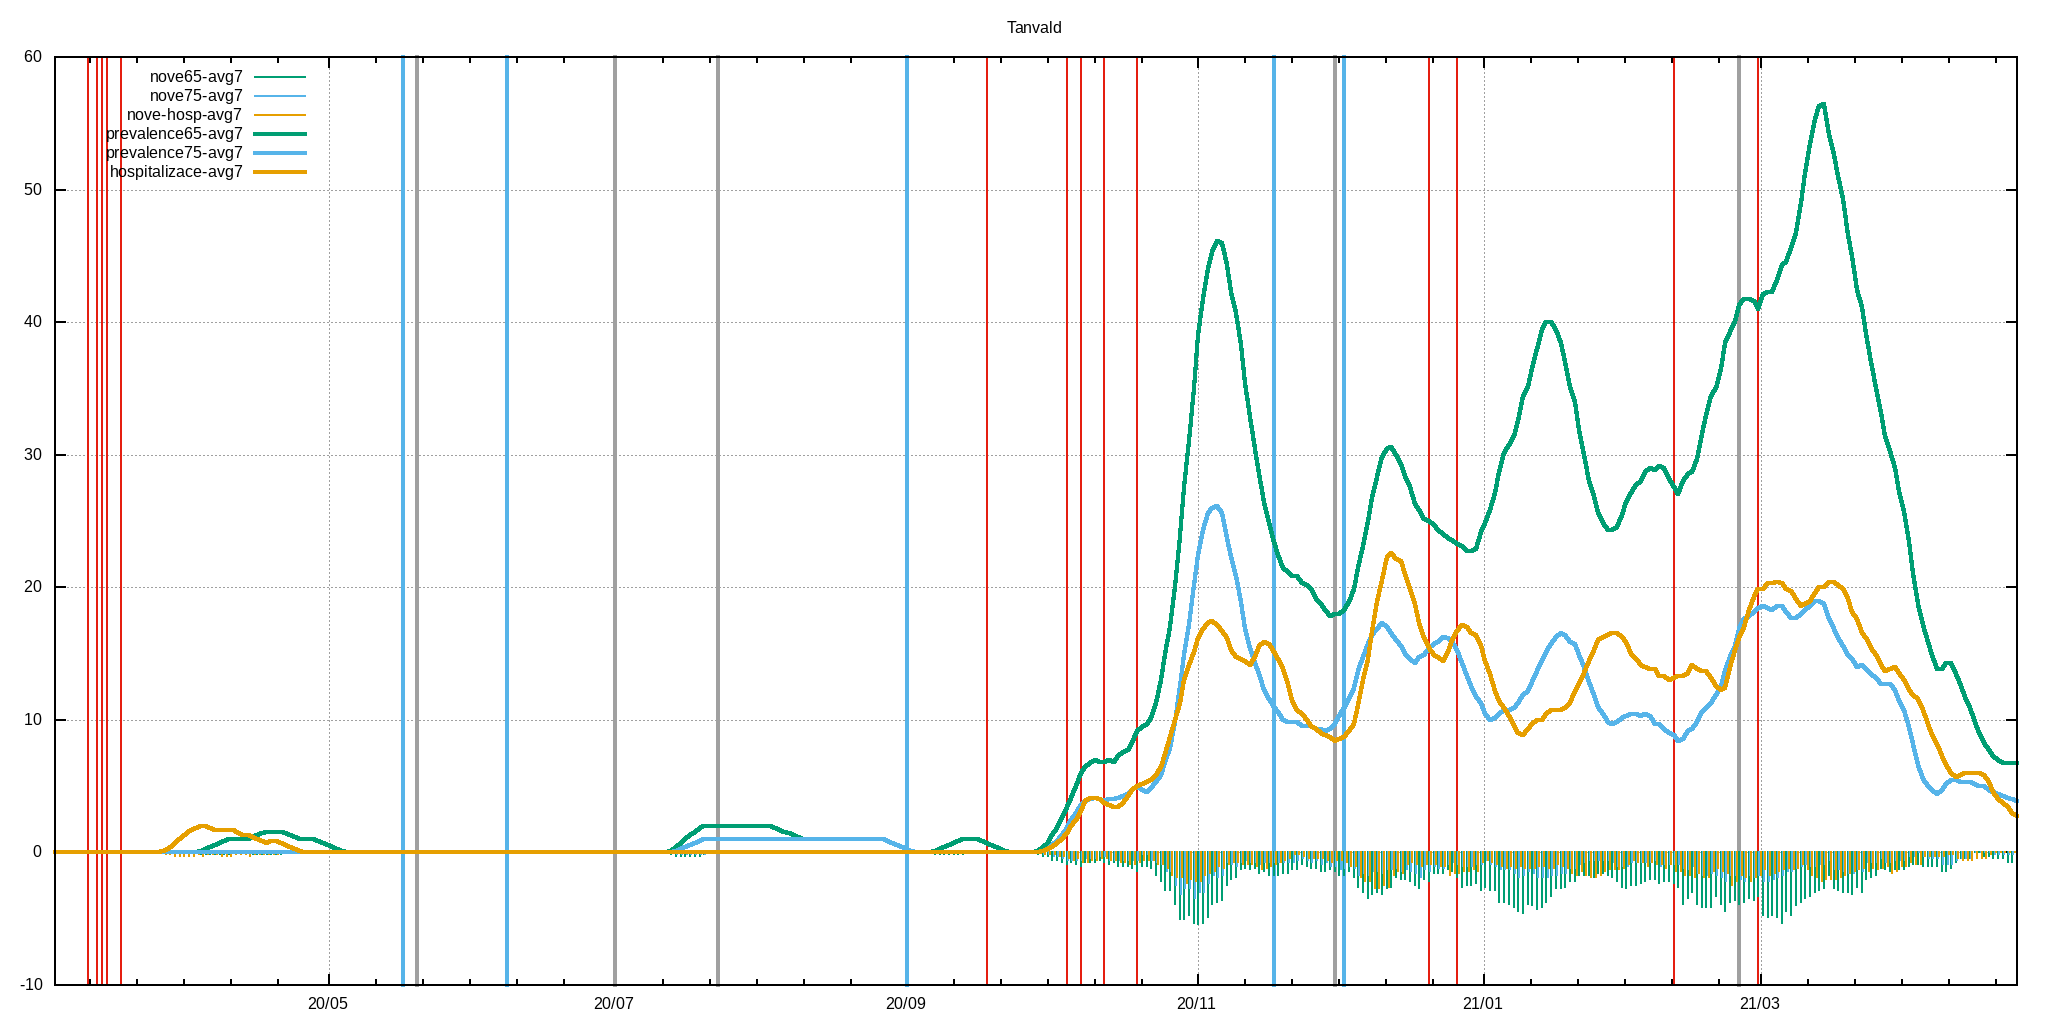 Tanvald
60
50
40
30
20
10
0
-10
nove65-avg7
nove75-avg7
nove-hosp-avg7
prevalence65-avg7
prevalence75-avg7
hospitalizace-avg7
20/05 20/07 20/09 20/11 21/01 21/03